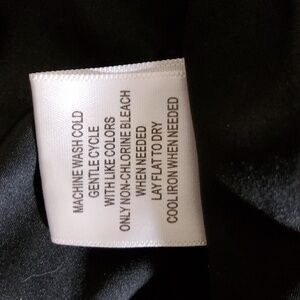 MACHINE WASH COLD
GENTLE CYCLE
WITH LIKE COLORS
ONLY NON-CHLORINE BLEACH
WHEN NEEDED
LAY FLAT TO DRY
COOL IRON WHEN NEEDED